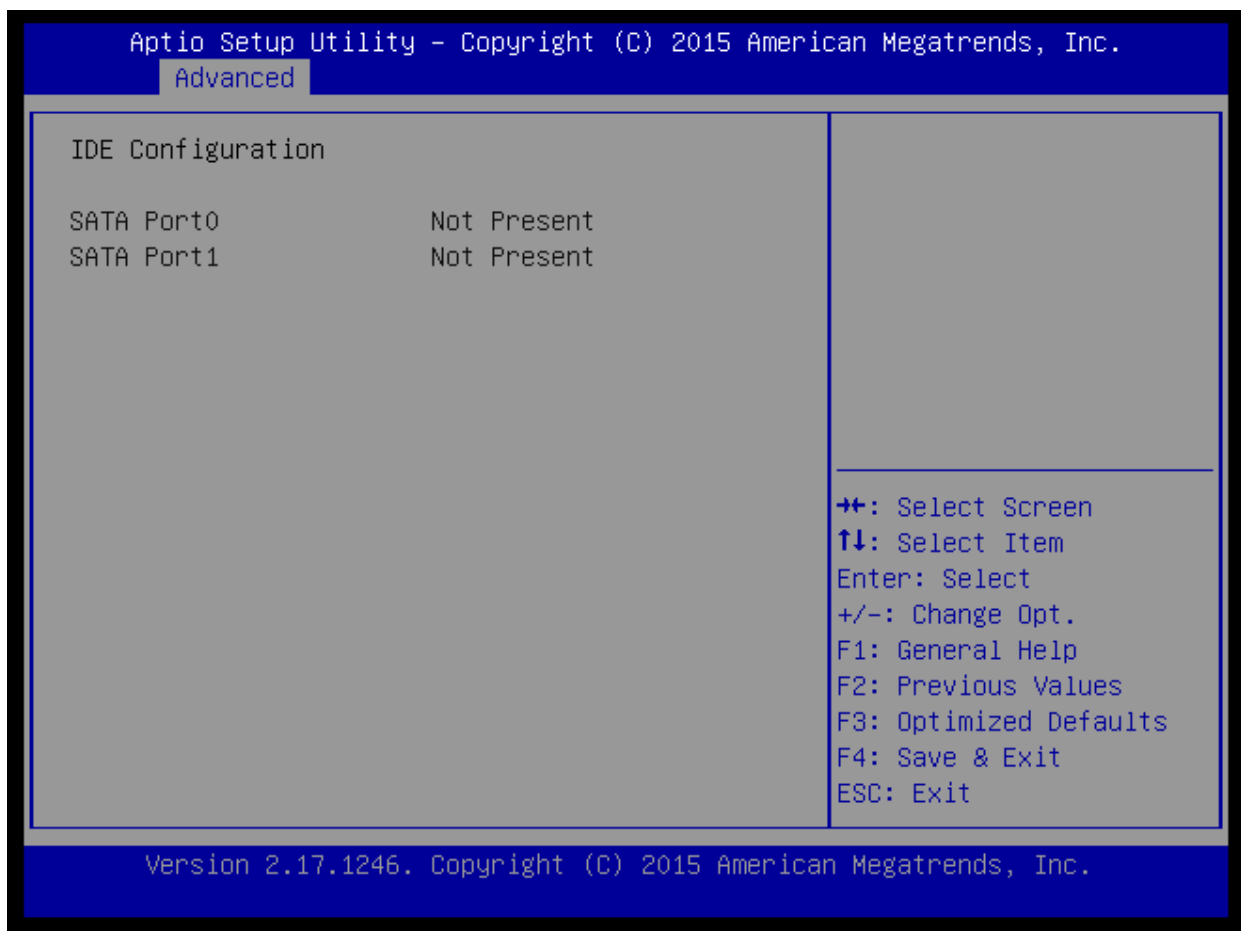 Aptio Setup Utility – Copyright (C) 2015 American Megatrends, Inc.
Advanced
IDE Configuration
SATA Port0 Not Present
SATA Port1 Not Present
→←: Select Screen
↑↓: Select Item
Enter: Select
+/-: Change Opt.
F1: General Help
F2: Previous Values
F3: Optimized Defaults
F4: Save & Exit
ESC: Exit
Version 2.17.1246. Copyright (C) 2015 American Megatrends, Inc.